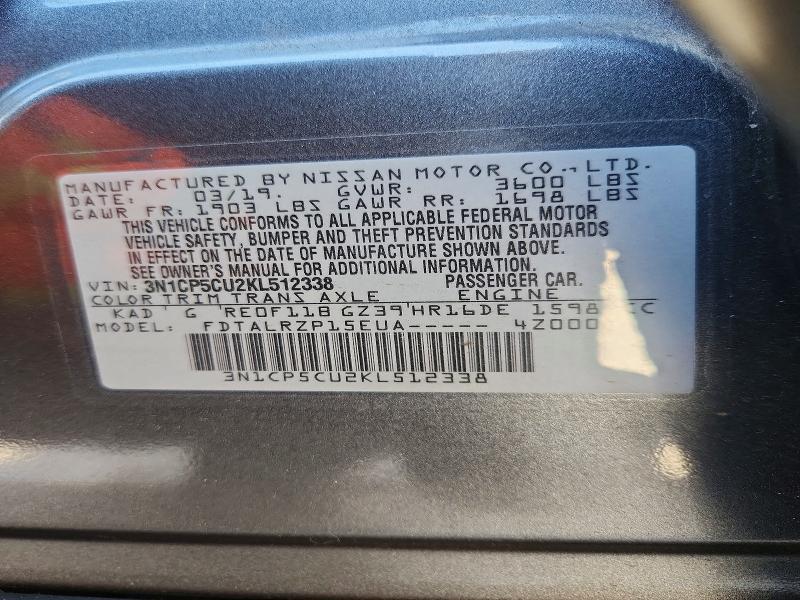 MANUFACTURED BY NISSAN MOTOR CO., LTD.
DATE: 03/19. GVWR: 3600 LBS
GAWR FR: 1903 LBS GAWR RR: 1698 LBS
THIS VEHICLE CONFORMS TO ALL APPLICABLE FEDERAL MOTOR
VEHICLE SAFETY, BUMPER AND THEFT PREVENTION STANDARDS
IN EFFECT ON THE DATE OF MANUFACTURE SHOWN ABOVE.
SEE OWNER'S MANUAL FOR ADDITIONAL INFORMATION.
VIN: 3N1CP5CU2KL512338 PASSENGER CAR.
COLOR TRIM TRANS AXLE ENGINE
KAD G RE0F11B GZ39 HR16DE 1598
MODEL: FDTALRZP15EUA-----
3N1CP5CU2KL512338